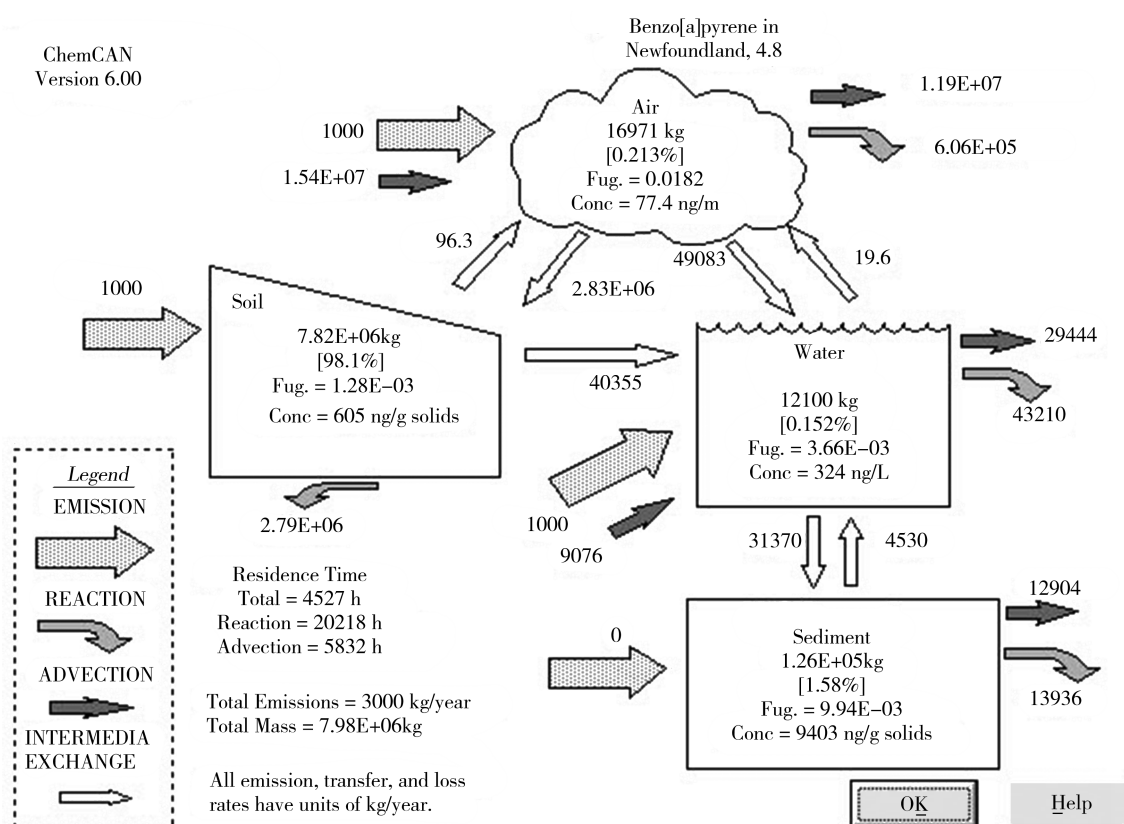 ChemCAN
Version 6.00
Benzo[a]pyrene in
Newfoundland, 4.8
1000
1.54E+07
Air
16971 kg
[0.213%]
Fug. = 0.0182
Conc = 77.4 ng/m
1.19E+07
6.06E+05
96.3
2.83E+06
49083
19.6
1000
Soil
7.82E+06kg
[98.1%]
Fug. = 1.28E−03
Conc = 605 ng/g solids
40355
Water
12100 kg
[0.152%]
Fug. = 3.66E−03
Conc = 324 ng/L
29444
43210
2.79E+06
1000
9076
31370
4530
Legend
EMISSION
REACTION
ADVECTION
INTERMEDIA
EXCHANGE
Residence Time
Total = 4527 h
Reaction = 20218 h
Advection = 5832 h
Total Emissions = 3000 kg/year
Total Mass = 7.98E+06kg
All emission, transfer, and loss
rates have units of kg/year.
0
Sediment
1.26E+05kg
[1.58%]
Fug. = 9.94E−03
Conc = 9403 ng/g solids
12904
13936
OK
Help